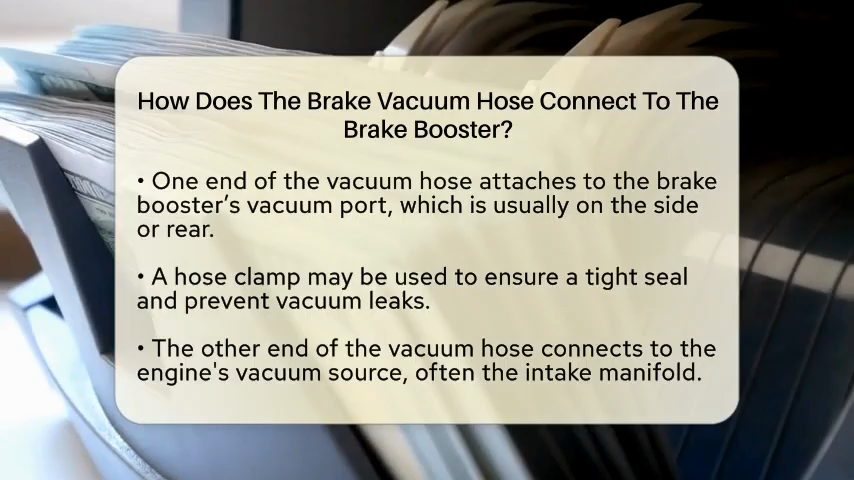 How Does The Brake Vacuum Hose Connect To The
Brake Booster?
• One end of the vacuum hose attaches to the brake
booster’s vacuum port, which is usually on the side
or rear.
• A hose clamp may be used to ensure a tight seal
and prevent vacuum leaks.
• The other end of the vacuum hose connects to the
engine's vacuum source, often the intake manifold.